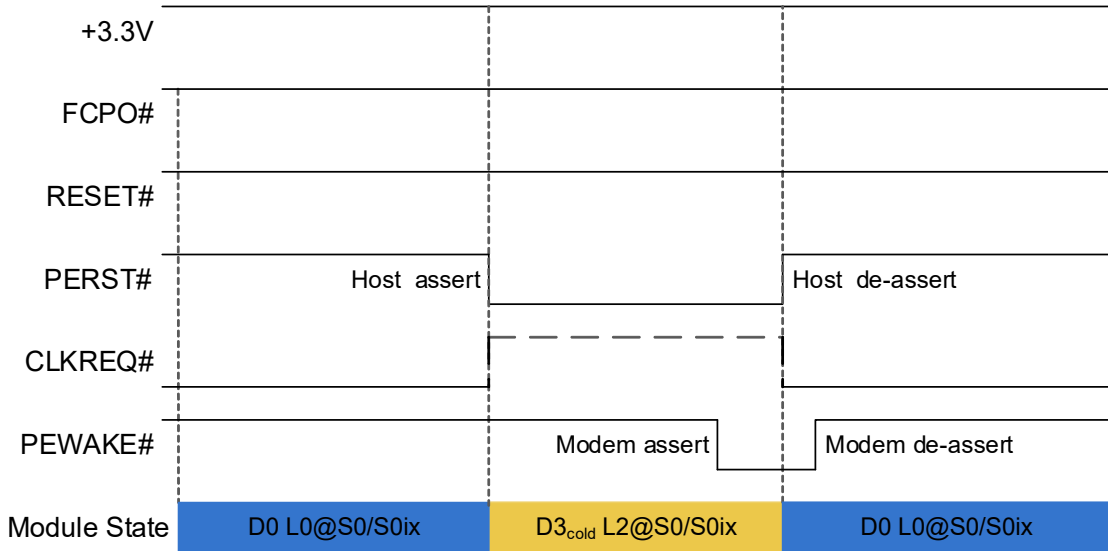 +3.3V
FCPO#
RESET#
PERST#
Host assert
Host de-assert
CLKREQ#
PEWAKE#
Modem assert
Modem de-assert
Module State
D0 L0@S0/S0ix
D3cold L2@S0/S0ix
D0 L0@S0/S0ix